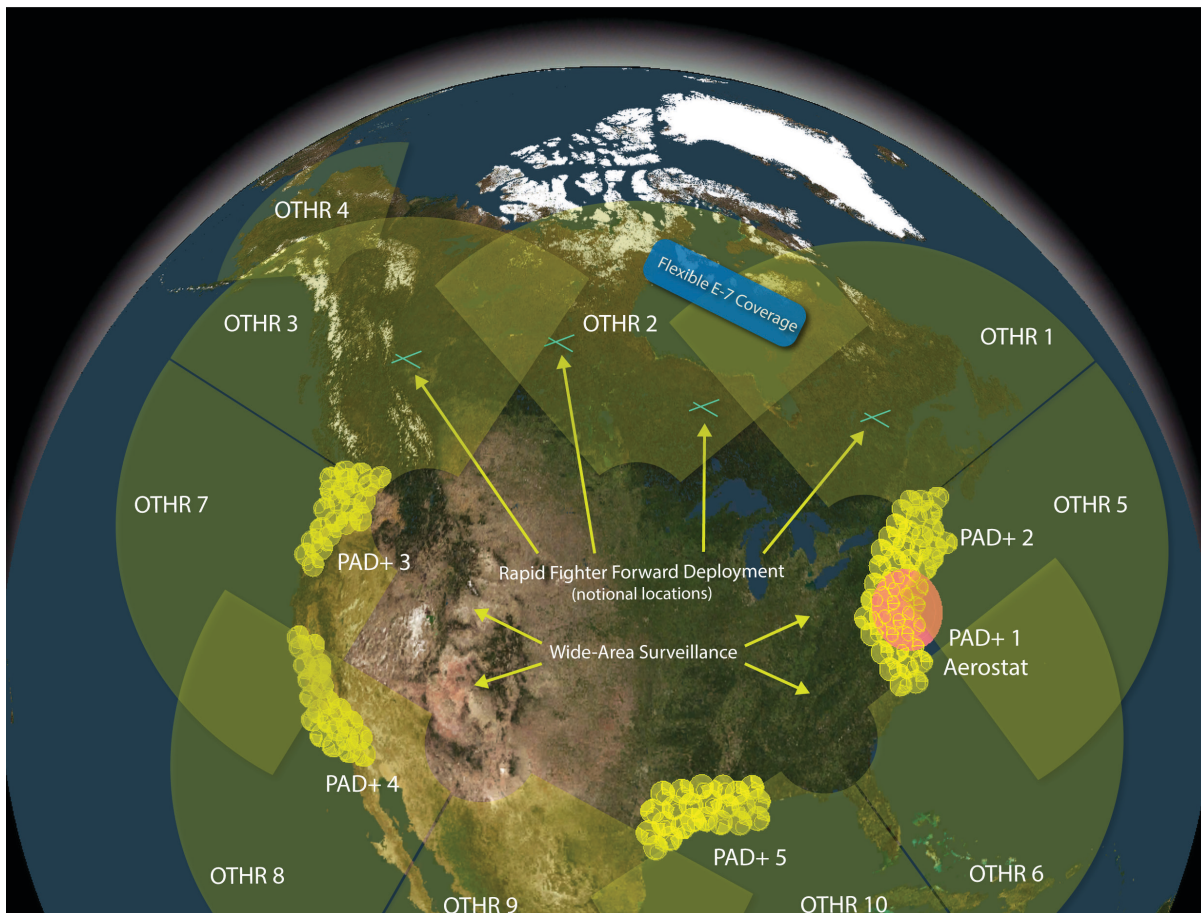 OTHR 4
Flexible E-7 Coverage
OTHR 3
OTHR 2
OTHR 1
OTHR 7
OTHR 5
PAD+ 2
PAD+ 3
Rapid Fighter Forward Deployment
(notional locations)
PAD+ 1
Aerostat
Wide-Area Surveillance
PAD+ 4
PAD+ 5
OTHR 8
OTHR 6
OTHR 9
OTHR 10